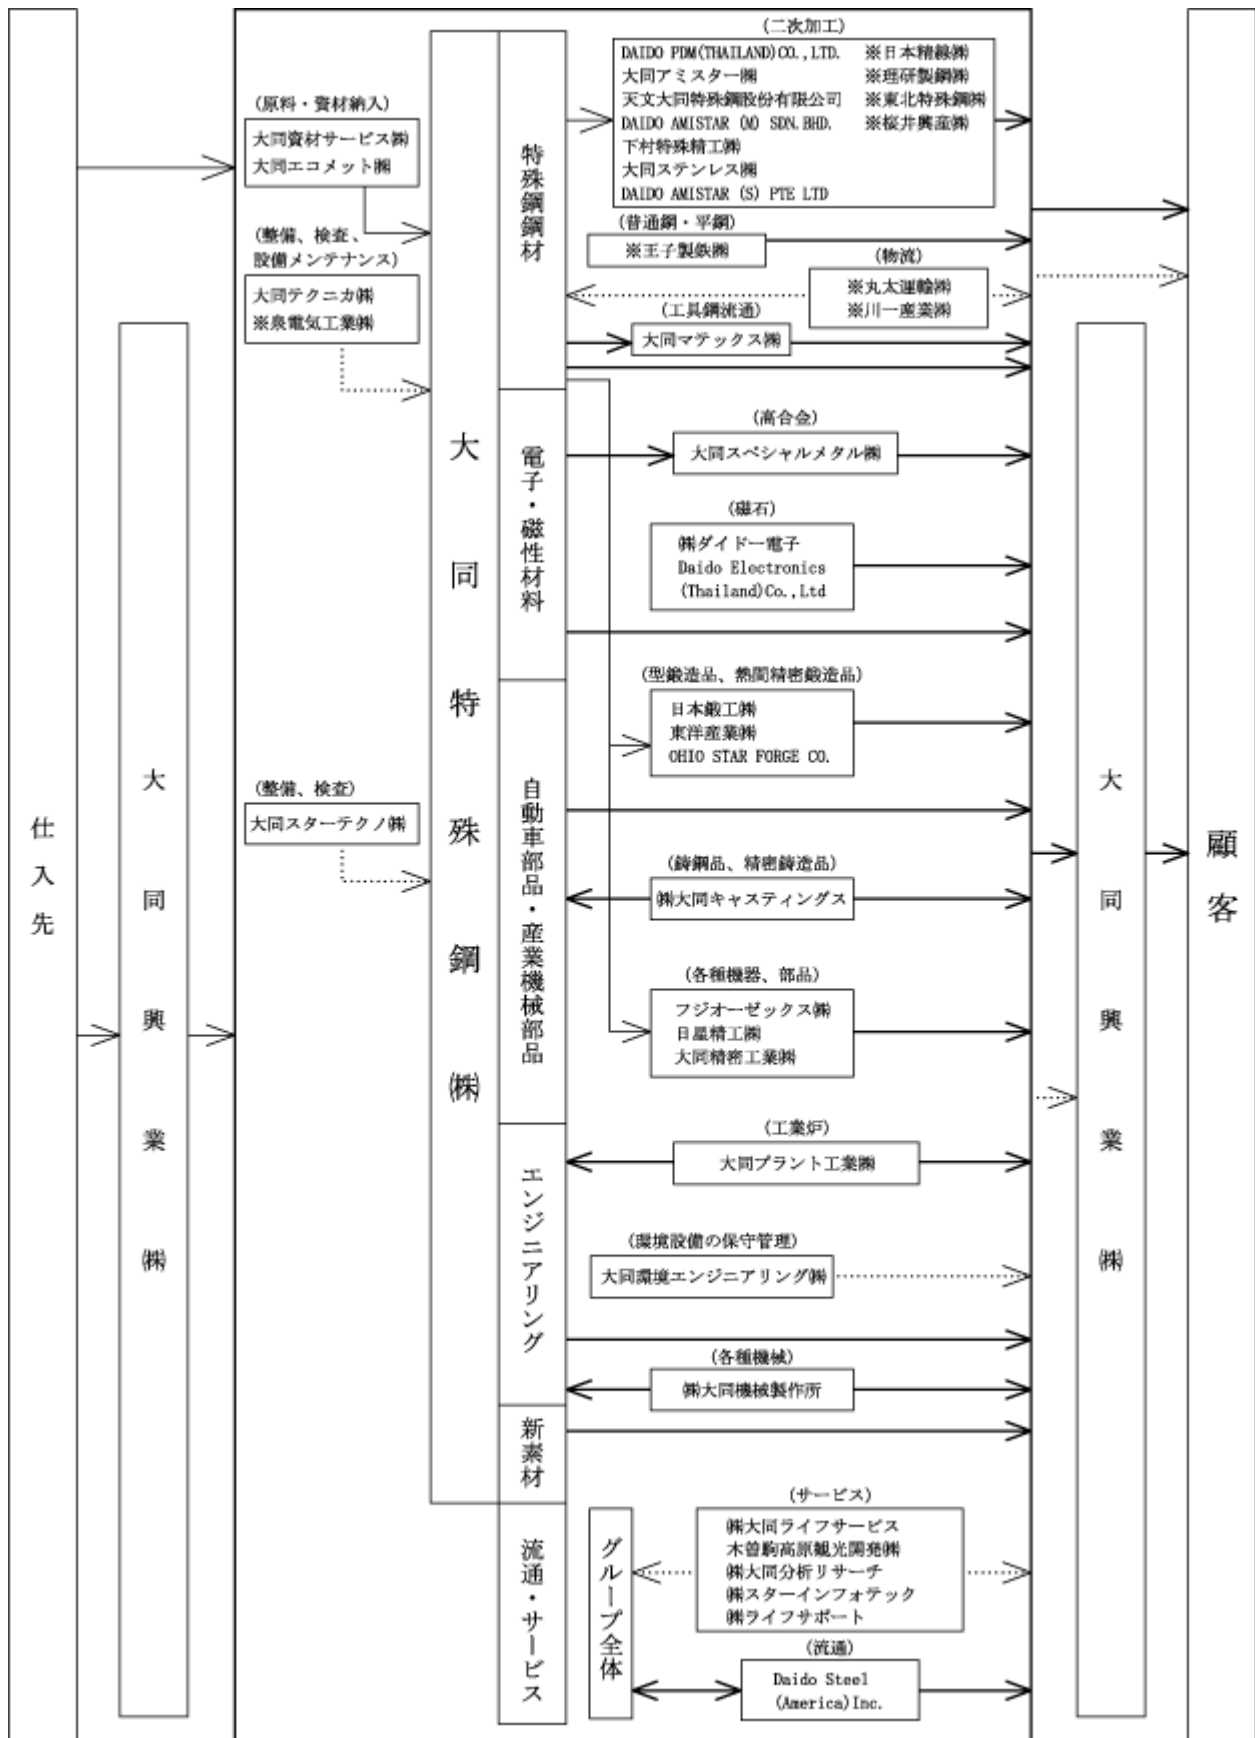 仕入先
大同興業㈱
(原料・資材納入)
大同資材サービス㈱
大同エコメット㈱
(整備、検査、
設備メンテナンス)
大同テクニカ㈱
※泉電気工業㈱
(整備、検査)
大同スターテクノ㈱
大同特殊鋼㈱
特殊鋼鋼材
(二次加工)
DAIDO PDM(THAILAND)CO.,LTD.
大同アミスター㈱
天文大同特殊鋼股份有限公司
DAIDO AMISTAR (M) SDN.BHD.
下村特殊精工㈱
大同ステンレス㈱
DAIDO AMISTAR (S) PTE LTD
※日本精線㈱
※理研製鋼㈱
※東北特殊鋼㈱
※桜井興産㈱
(普通鋼・平鋼)
※王子製鉄㈱
(物流)
※丸太運輸㈱
※川一産業㈱
(工具鋼流通)
大同マテックス㈱
電子・磁性材料
(高合金)
大同スペシャルメタル㈱
(磁石)
㈱ダイドー電子
Daido Electronics
(Thailand)Co.,Ltd
自動車部品・産業機械部品
(型鍛造品、熱間精密鍛造品)
日本鍛工㈱
東洋産業㈱
OHIO STAR FORGE CO.
(鋳鋼品、精密鋳造品)
㈱大同キャスティングス
(各種機器、部品)
フジオーゼックス㈱
日星精工㈱
大同精密工業㈱
エンジニアリング
(工業炉)
大同プラント工業㈱
(環境設備の保守管理)
大同環境エンジニアリング㈱
(各種機械)
㈱大同機械製作所
新素材
流通・サービス
グループ全体
(サービス)
㈱大同ライフサービス
木曽駒高原観光開発㈱
㈱大同分析リサーチ
㈱スターインフォテック
㈱ライフサポート
(流通)
Daido Steel
(America)Inc.
大同興業㈱
顧客